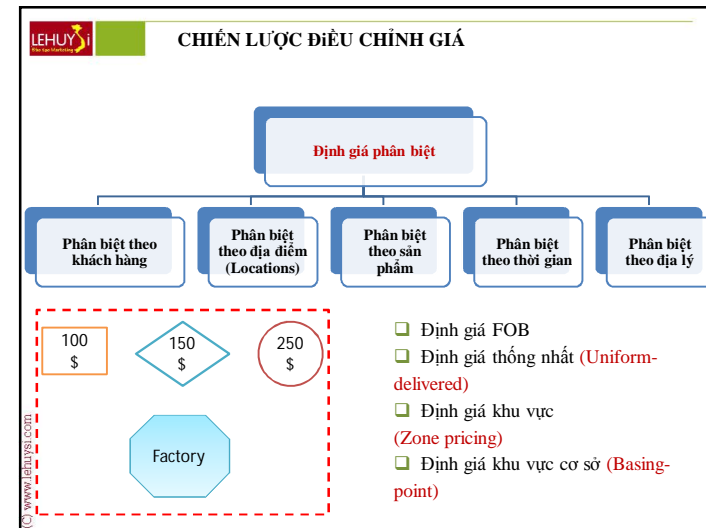 LEHUYSi
Đào tạo Marketing
CHIẾN LƯỢC ĐiỀU CHỈNH GIÁ
Định giá phân biệt
Phân biệt theo
khách hàng
Phân biệt
theo địa điểm
(Locations)
Phân biệt
theo sản
phẩm
Phân biệt
theo thời gian
Phân biệt
theo địa lý
100
$
150
$
250
$
Factory
Định giá FOB
Định giá thống nhất (Uniform-
delivered)
Định giá khu vực
(Zone pricing)
Định giá khu vực cơ sở (Basing-
point)
(C) www.lehuysi.com